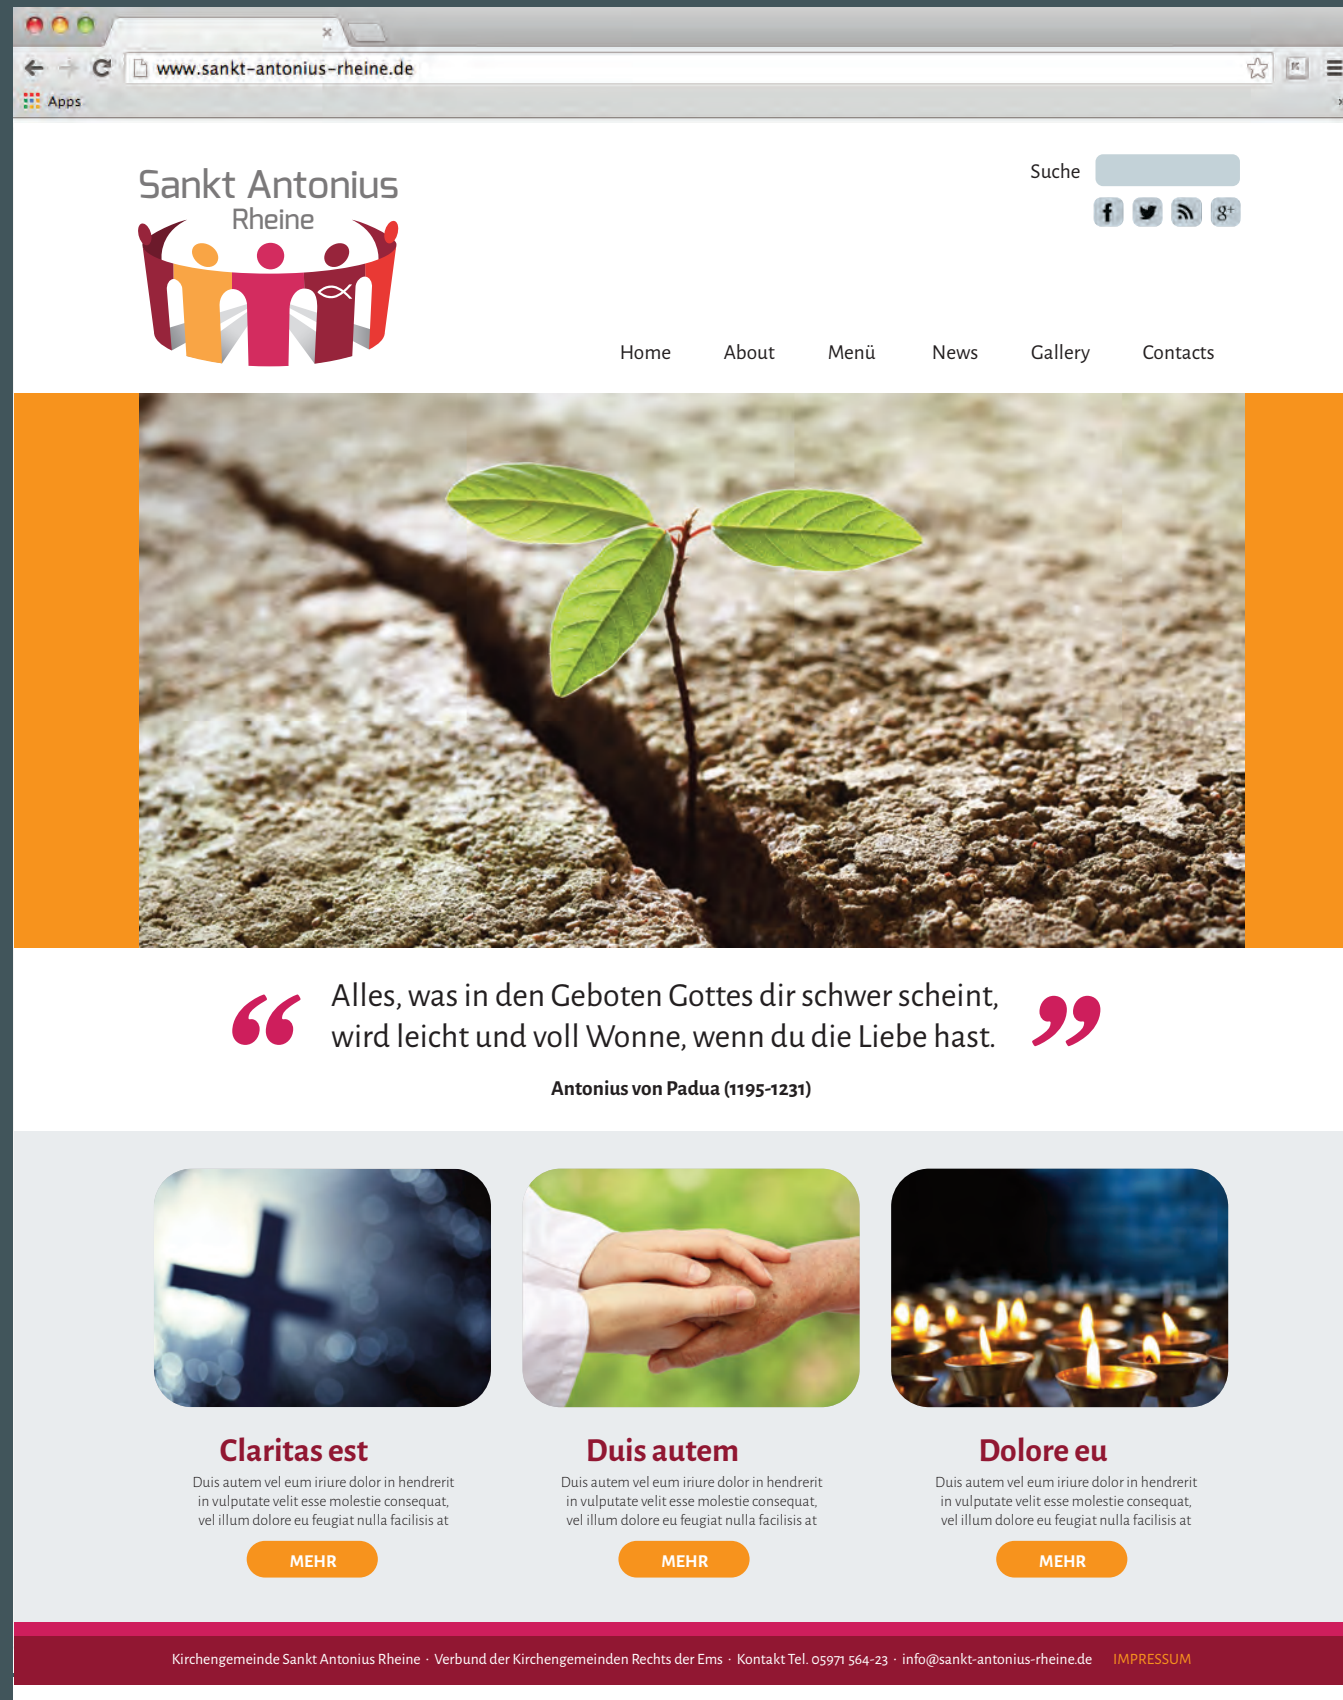 www.sankt-antonius-rheine.de
Apps
Sankt Antonius
Rheine
Suche
f
g+
Home About Menü News Gallery Contacts
“ Alles, was in den Geboten Gottes dir schwer scheint,
wird leicht und voll Wonne, wenn du die Liebe hast. ”
Antonius von Padua (1195-1231)
Claritas est
Duis autem vel eum iriure dolor in hendrerit
in vulputate velit esse molestie consequat,
vel illum dolore eu feugiat nulla facilisis at
MEHR
Duis autem
Duis autem vel eum iriure dolor in hendrerit
in vulputate velit esse molestie consequat,
vel illum dolore eu feugiat nulla facilisis at
MEHR
Dolore eu
Duis autem vel eum iriure dolor in hendrerit
in vulputate velit esse molestie consequat,
vel illum dolore eu feugiat nulla facilisis at
MEHR
Kirchengemeinde Sankt Antonius Rheine · Verbund der Kirchengemeinden Rechts der Ems · Kontakt Tel. 05971 564-23 · info@sankt-antonius-rheine.de IMPRESSUM